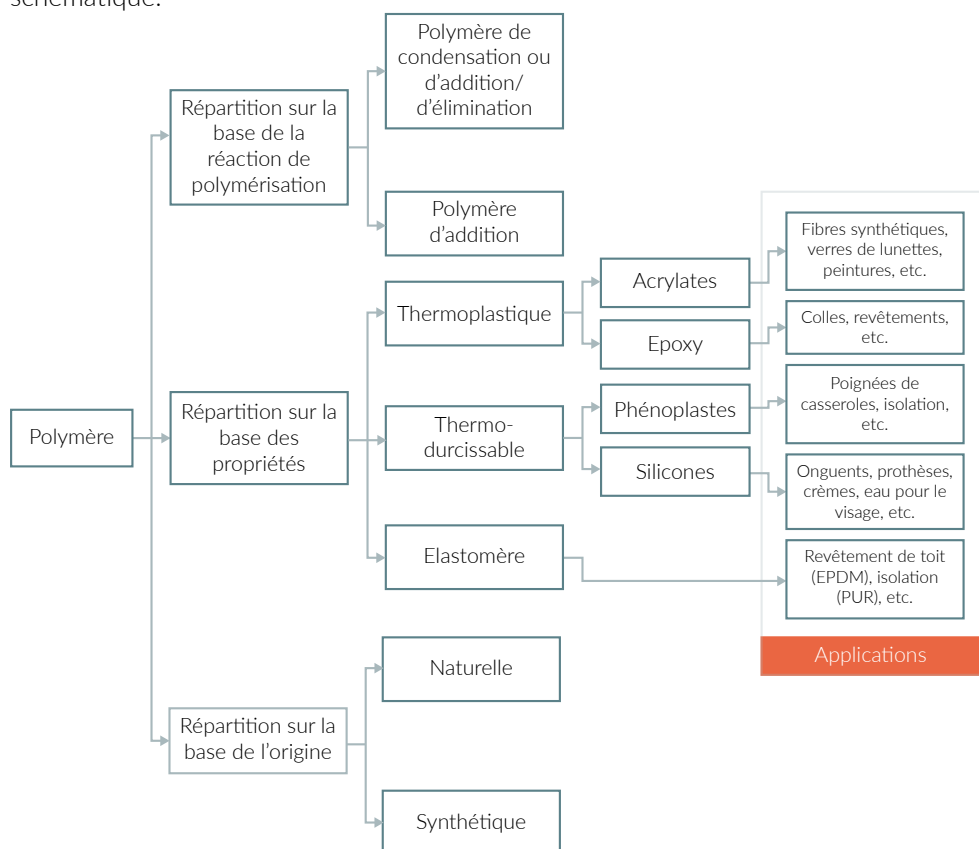 schématique:
Polymère de
condensation ou
d'addition/
d'élimination
Répartition sur la
base de la
réaction de
polymérisation
Polymère
d'addition
Fibres synthétiques,
verres de lunettes,
peintures, etc.
Acrylates
Thermoplastique
Colles, revêtements,
etc.
Epoxy
Poignées de
casseroles, isolation,
etc.
Phénoplastes
Répartition sur la
base des
propriétés
Polymère
Thermo-
durcissable
Silicones
Onguents, prothèses,
crèmes, eau pour le
visage, etc.
Elastomère
Revêtement de toit
(EPDM), isolation
(PUR), etc.
Applications
Naturelle
Répartition sur la
base de l'origine
Synthétique